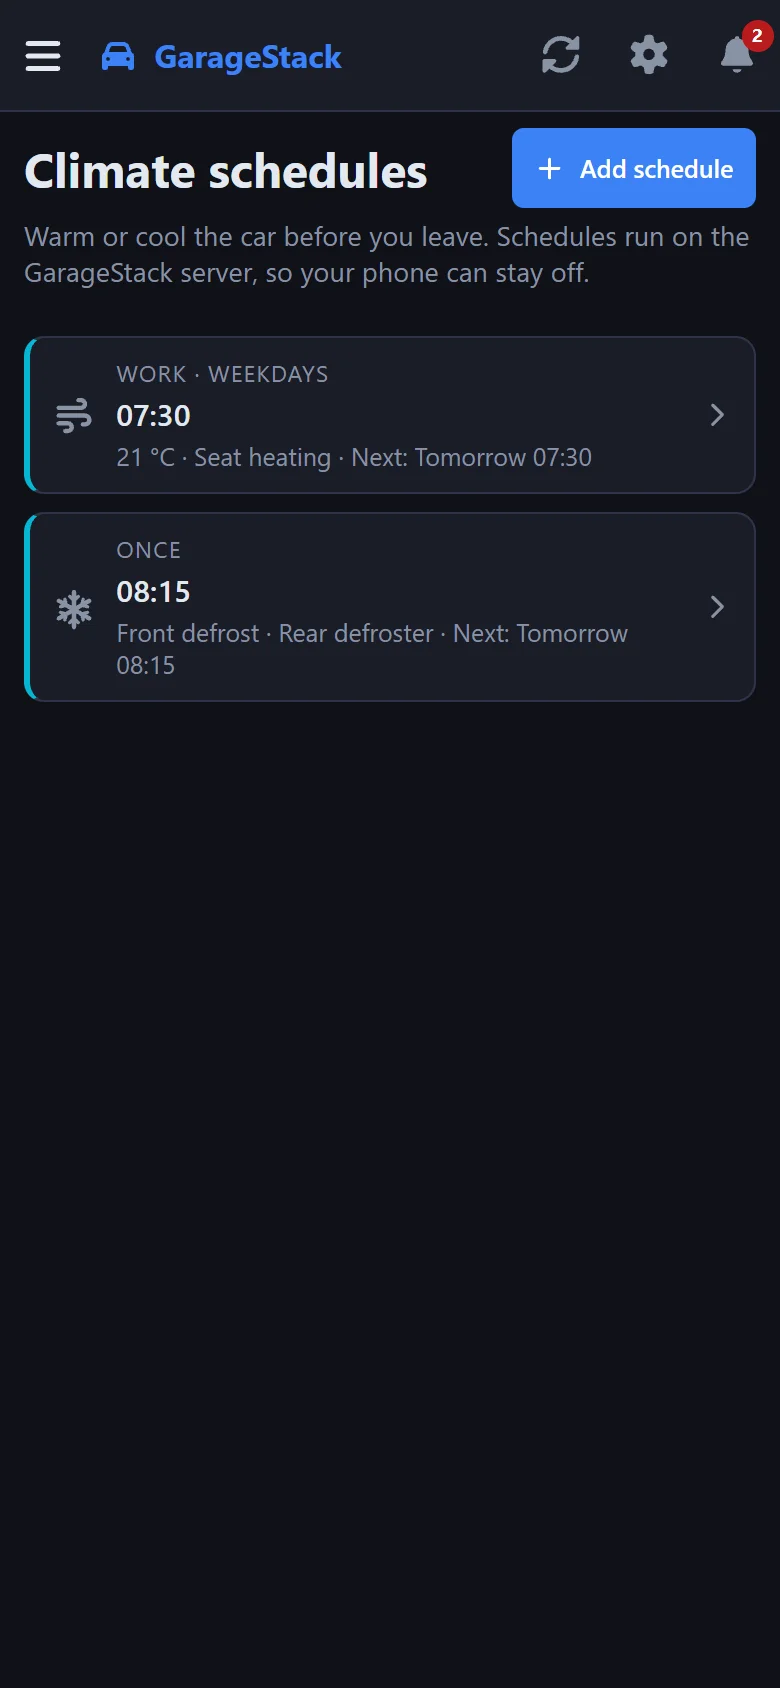 GarageStack
2
Climate schedules
Add schedule
Warm or cool the car before you leave. Schedules run on the
GarageStack server, so your phone can stay off.
WORK · WEEKDAYS
07:30
21 °C · Seat heating · Next: Tomorrow 07:30
ONCE
08:15
Front defrost · Rear defroster · Next: Tomorrow
08:15